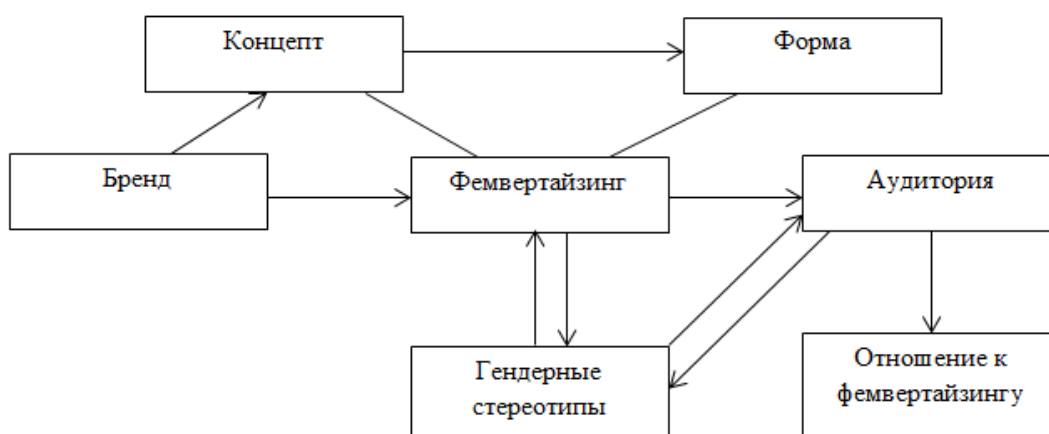 Концепт
Форма
Бренд
Фемвертайзинг
Аудитория
Гендерные
стереотипы
Отношение к
фемвертайзингу